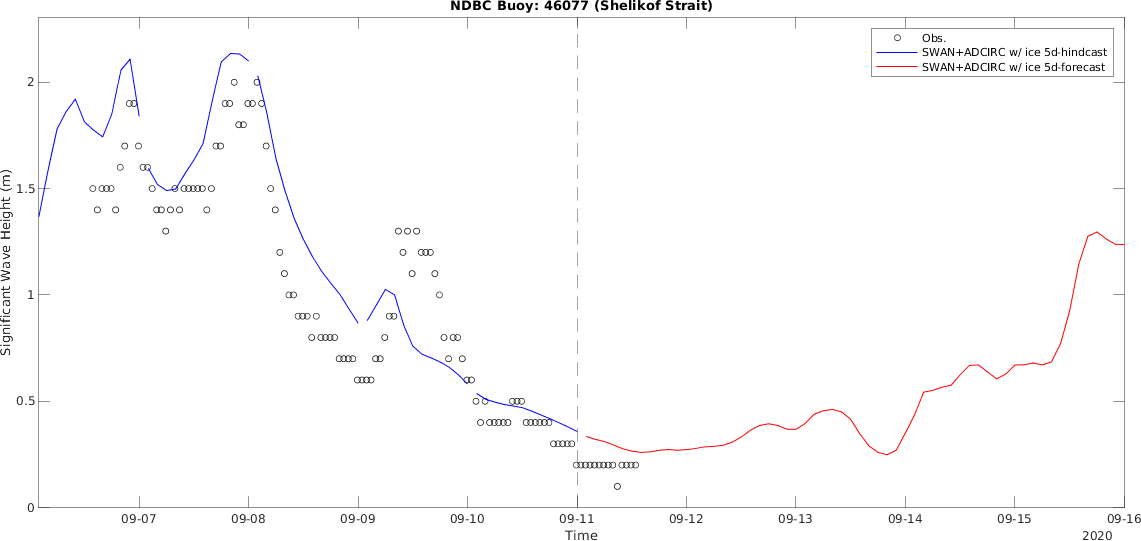 NDBC Buoy: 46077 (Shelikof Strait)
Obs.
SWAN+ADCIRC w/ ice 5d-hindcast
SWAN+ADCIRC w/ ice 5d-forecast
Significant Wave Height (m)
2
1.5
1
0.5
0
09-07 09-08 09-09 09-10 09-11 09-12 09-13 09-14 09-15 09-16
Time
2020